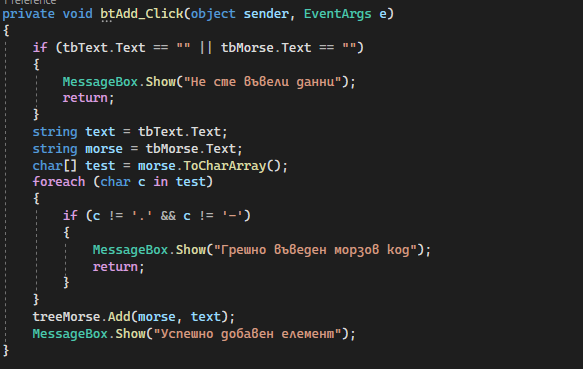 1 reference
private void btAdd_Click(object sender, EventArgs e)
{
if (tbText.Text == "" || tbMorse.Text == "")
{
MessageBox.Show("Не сте въвели данни");
return;
}
string text = tbText.Text;
string morse = tbMorse.Text;
char[] test = morse.ToCharArray();
foreach (char c in test)
{
if (c != '.' && c != '-')
{
MessageBox.Show("Грешно въведен морзов код");
return;
}
}
treeMorse.Add(morse, text);
MessageBox.Show("Успешно добавен елемент");
}